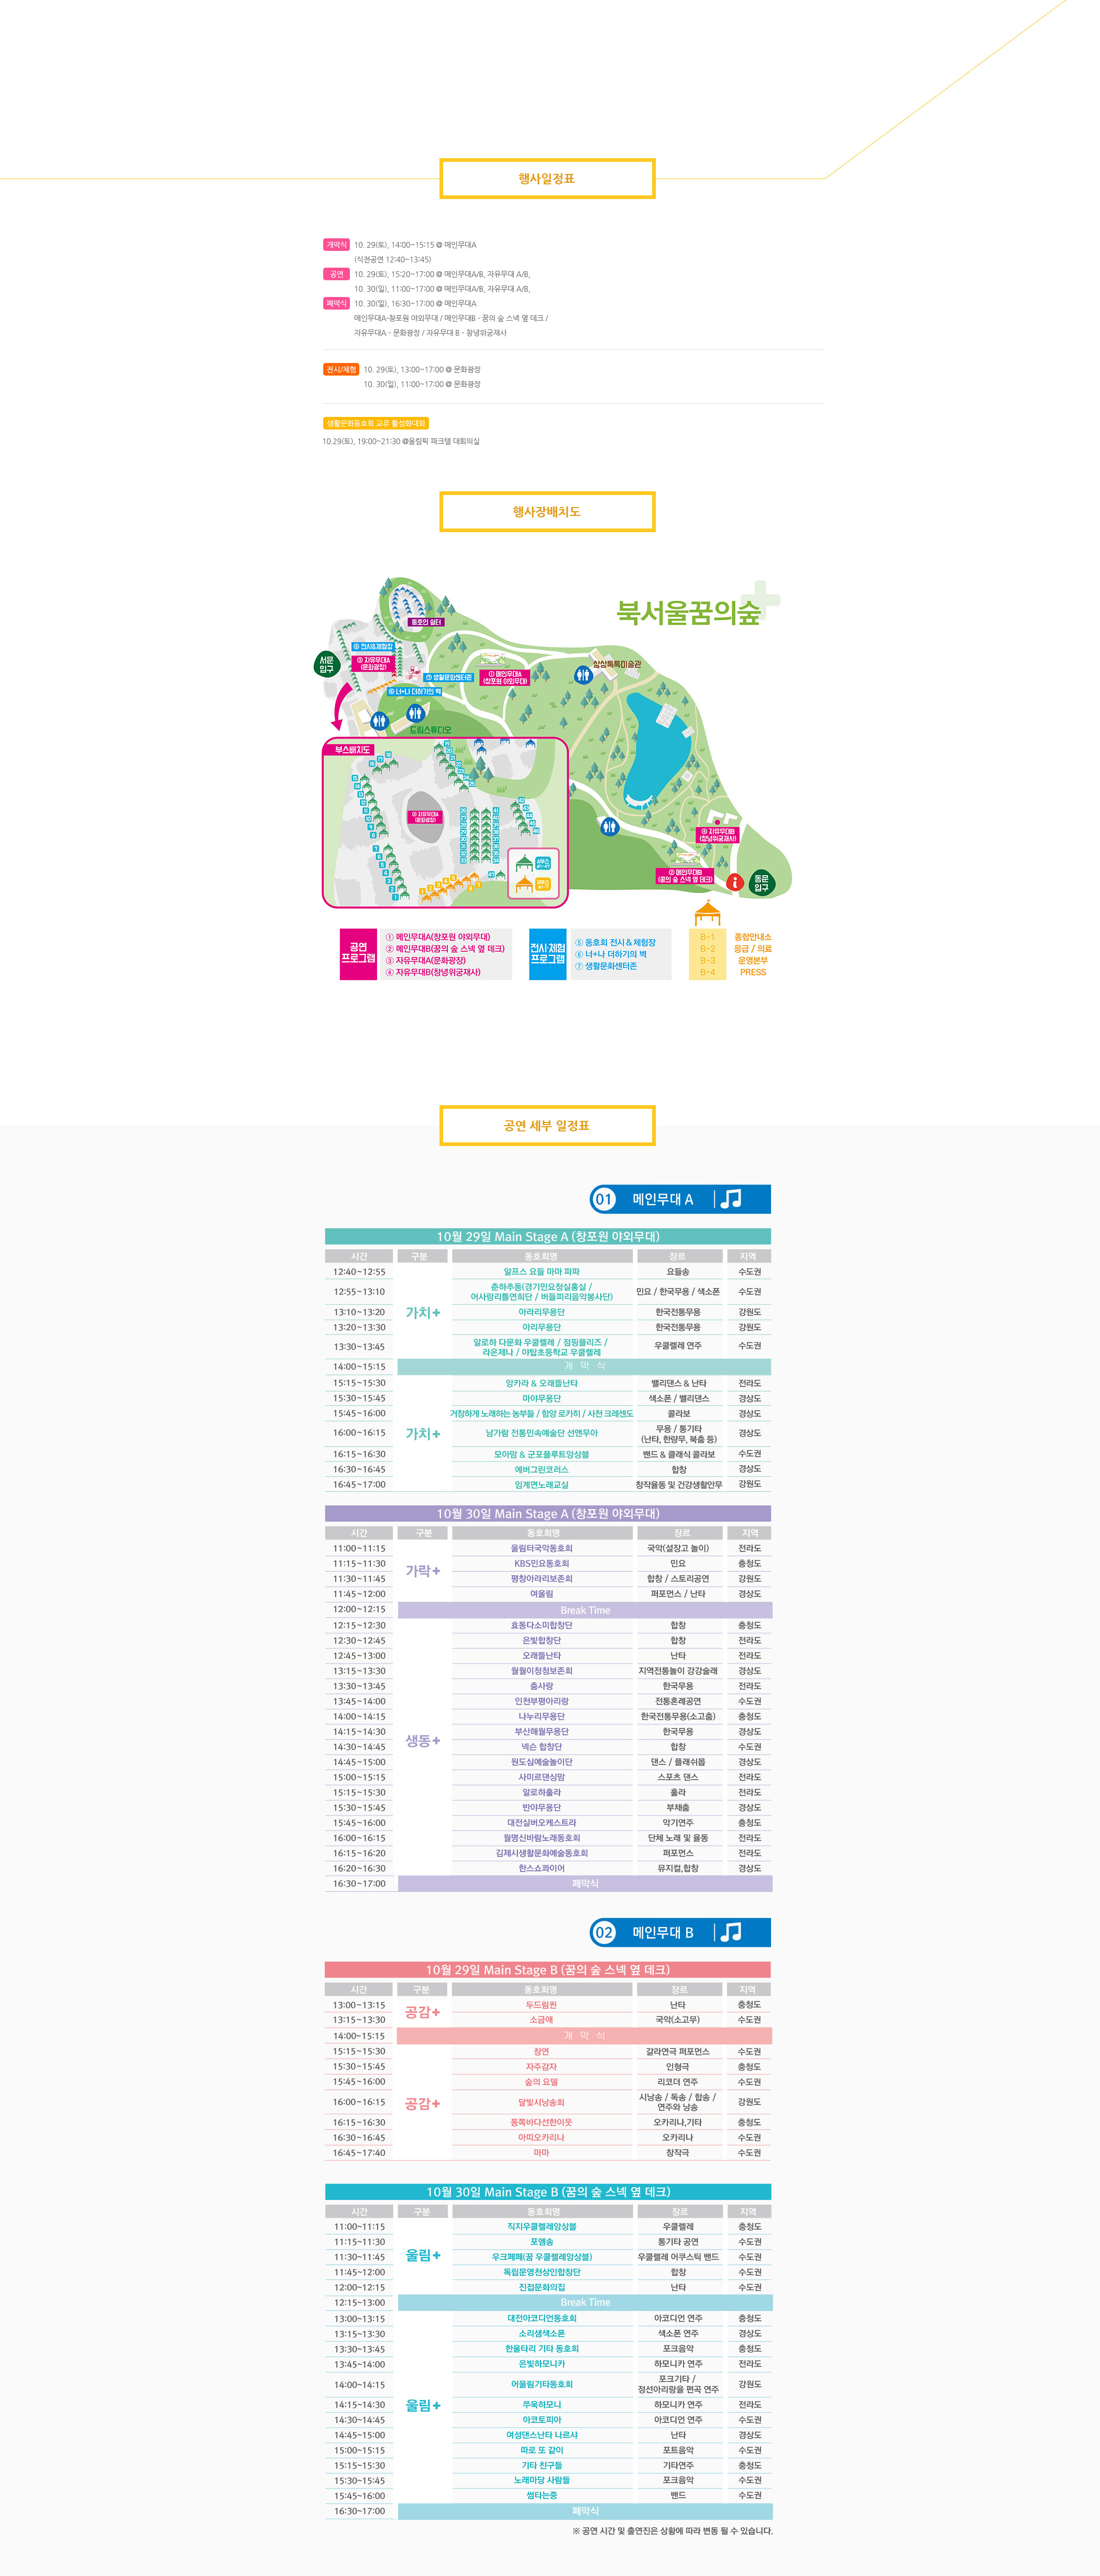 행사일정표
개막식 10. 29(토), 14:00~15:15 @ 메인무대A
(식전공연 12:40~13:45)
공연 10. 29(토), 15:20~17:00 @ 메인무대A/B, 자유무대 A/B,
10. 30(일), 11:00~17:00 @ 메인무대A/B, 자유무대 A/B,
폐막식 10. 30(일), 16:30~17:00 @ 메인무대A
메인무대A-창포원 야외무대 / 메인무대B - 꿈의 숲 스넥 옆 데크 /
자유무대A - 문화광장 / 자유무대 B - 창녕위궁재사
전시/체험 10. 29(토), 13:00~17:00 @ 문화광장
10. 30(일), 11:00~17:00 @ 문화광장
생활문화동호회 교류 활성화대회
10.29(토), 19:00~21:30 @올림픽 파크텔 대회의실
행사장배치도
북서울꿈의숲
동호인 쉼터
⑤ 전시&체험장
서문 입구
③ 자유무대A (문화광장)
⑦ 생활문화센터존
① 메인무대A (창포원 야외무대)
상상톡톡미술관
⑥ 너+나 더하기의 벽
드림스튜디오
부스배치도
③ 자유무대A (문화광장)
④ 자유무대B (창녕위궁재사)
② 메인무대B (꿈의 숲 스넥 옆 데크)
동문 입구
공연 프로그램
① 메인무대A(창포원 야외무대)
② 메인무대B(꿈의 숲 스넥 옆 데크)
③ 자유무대A(문화광장)
④ 자유무대B(창녕위궁재사)
전시·체험 프로그램
⑤ 동호회 전시&체험장
⑥ 너+나 더하기의 벽
⑦ 생활문화센터존
B-1 종합안내소
B-2 응급 / 의료
B-3 운영본부
B-4 PRESS
공연 세부 일정표
01 메인무대 A
10월 29일 Main Stage A (창포원 야외무대)
시간 구분 동호회명 장르 지역
12:40~12:55 알프스 요들 마마 파파 요들송 수도권
12:55~13:10 춘하추동(경기민요청실홍실 / 어사랑리틀연희단 / 버들피리음악봉사단) 민요 / 한국무용 / 색소폰 수도권
가치+
13:10~13:20 아라리무용단 한국전통무용 강원도
13:20~13:30 아리무용단 한국전통무용 강원도
13:30~13:45 알로하 다문화 우쿨렐레 / 점핑플리즈 / 라온제나 / 야탑초등학교 우쿨렐레 우쿨렐레 연주 수도권
14:00~15:15 개 막 식
15:15~15:30 앙카라 & 오래뜰난타 밸리댄스 & 난타 전라도
15:30~15:45 마야무용단 색소폰 / 밸리댄스 경상도
15:45~16:00 거창하게 노래하는 농부들 / 함양 로카히 / 사천 크레센도 콜라보 경상도
16:00~16:15 가치+ 남가람 전통민속예술단 선앤무아 무용 / 통기타 (난타, 한량무, 북춤 등) 경상도
16:15~16:30 모아맘 & 군포플루트앙상블 밴드 & 클래식 콜라보 수도권
16:30~16:45 에버그린코러스 합창 경상도
16:45~17:00 임계면노래교실 창작율동 및 건강생활안무 강원도
10월 30일 Main Stage A (창포원 야외무대)
시간 구분 동호회명 장르 지역
11:00~11:15 울림터국악동호회 국악(설장고 놀이) 전라도
11:15~11:30 KBS민요동호회 민요 충청도
가락+
11:30~11:45 평창아라리보존회 합창 / 스토리공연 강원도
11:45~12:00 여울림 퍼포먼스 / 난타 경상도
12:00~12:15 Break Time
12:15~12:30 효동다소미합창단 합창 충청도
12:30~12:45 은빛합창단 합창 전라도
12:45~13:00 오래뜰난타 난타 전라도
13:15~13:30 월월이청청보존회 지역전통놀이 강강술래 경상도
13:30~13:45 춤사랑 한국무용 전라도
13:45~14:00 인천부평아리랑 전통혼례공연 수도권
14:00~14:15 나누리무용단 한국전통무용(소고춤) 충청도
14:15~14:30 부산해월무용단 한국무용 경상도
생동+
14:30~14:45 넥슨 합창단 합창 수도권
14:45~15:00 원도심예술놀이단 댄스 / 플래쉬몹 경상도
15:00~15:15 사미르댄싱맘 스포츠 댄스 전라도
15:15~15:30 알로하훌라 훌라 전라도
15:30~15:45 반야무용단 부채춤 경상도
15:45~16:00 대전실버오케스트라 악기연주 충청도
16:00~16:15 월명신바람노래동호회 단체 노래 및 율동 전라도
16:15~16:20 김제시생활문화예술동호회 퍼포먼스 전라도
16:20~16:30 한스쇼콰이어 뮤지컬,합창 경상도
16:30~17:00 폐막식
02 메인무대 B
10월 29일 Main Stage B (꿈의 숲 스넥 옆 데크)
시간 구분 동호회명 장르 지역
13:00~13:15 두드림퀸 난타 충청도
공감+
13:15~13:30 소금애 국악(소고무) 수도권
14:00~15:15 개 막 식
15:15~15:30 창연 갈라연극 퍼포먼스 수도권
15:30~15:45 자주감자 인형극 충청도
15:45~16:00 숲의 요델 리코더 연주 수도권
16:00~16:15 공감+ 달빛시낭송회 시낭송 / 독송 / 합송 / 연주와 낭송 강원도
16:15~16:30 동쪽바다선한이웃 오카리나,기타 충청도
16:30~16:45 아띠오카리나 오카리나 수도권
16:45~17:40 마마 창작극 수도권
10월 30일 Main Stage B (꿈의 숲 스넥 옆 데크)
시간 구분 동호회명 장르 지역
11:00~11:15 직지우쿨렐레앙상블 우쿨렐레 충청도
11:15~11:30 포엠송 통기타 공연 수도권
11:30~11:45 울림+ 우크페페(꿈 우쿨렐레앙상블) 우쿨렐레 어쿠스틱 밴드 수도권
11:45~12:00 독립문영천상인합창단 합창 수도권
12:00~12:15 진접문화의집 난타 수도권
12:15~13:00 Break Time
13:00~13:15 대전아코디언동호회 아코디언 연주 충청도
13:15~13:30 소리샘색소폰 색소폰 연주 경상도
13:30~13:45 한울타리 기타 동호회 포크음악 충청도
13:45~14:00 은빛하모니카 하모니카 연주 전라도
14:00~14:15 어울림기타동호회 포크기타 / 정선아리랑을 편곡 연주 강원도
14:15~14:30 울림+ 쭈욱하모니 하모니카 연주 전라도
14:30~14:45 아코토피아 아코디언 연주 수도권
14:45~15:00 여성댄스난타 나르샤 난타 경상도
15:00~15:15 따로 또 같이 포트음악 수도권
15:15~15:30 기타 친구들 기타연주 충청도
15:30~15:45 노래마당 사람들 포크음악 수도권
15:45~16:00 썸타는중 밴드 수도권
16:30~17:00 폐막식
※ 공연 시간 및 출연진은 상황에 따라 변동 될 수 있습니다.